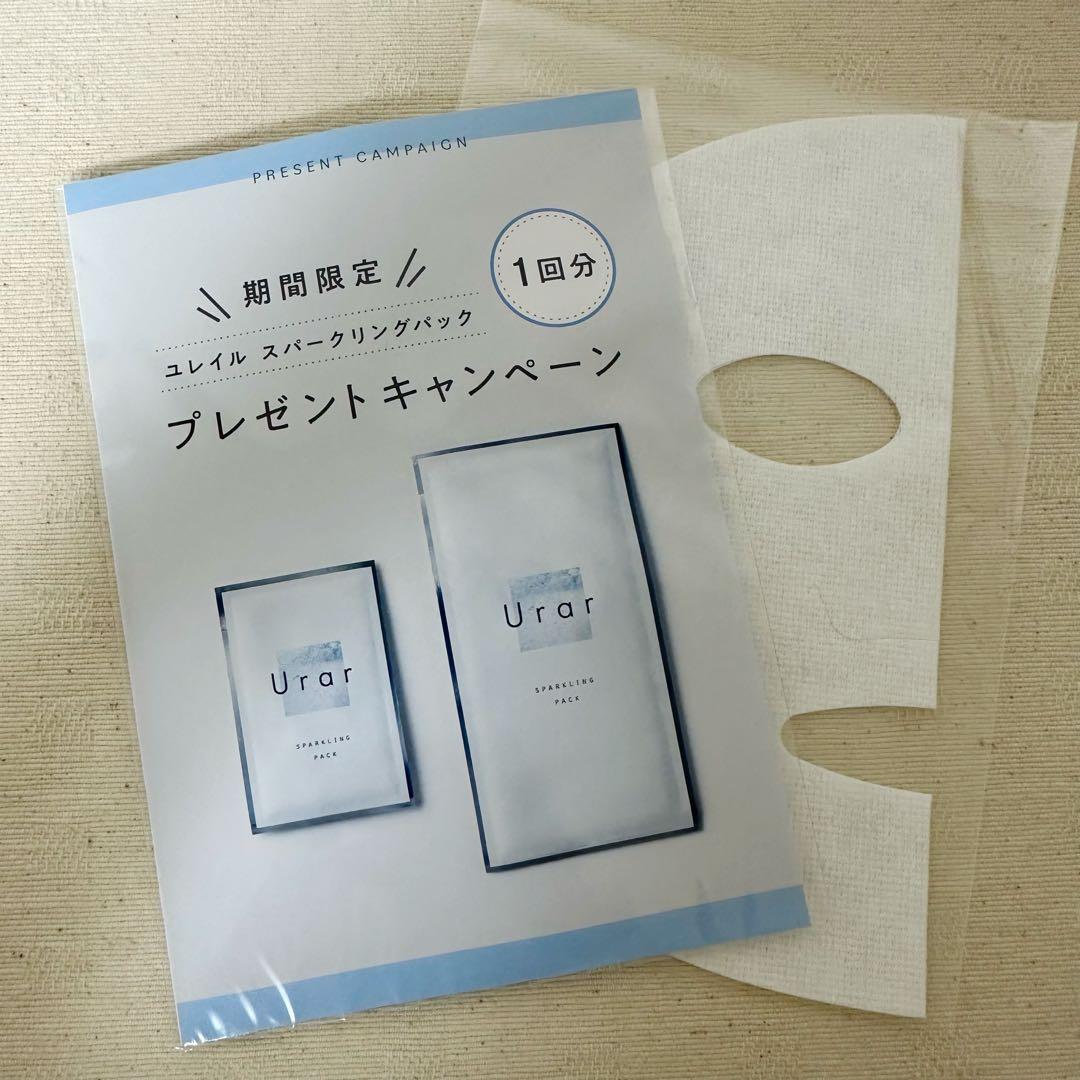 PRESENT CAMPAIGN
期間限定
1回分
ユレイル スパークリングパック
プレゼントキャンペーン
Urar
SPARKLING
PACK
Urar
SPARKLING
PACK